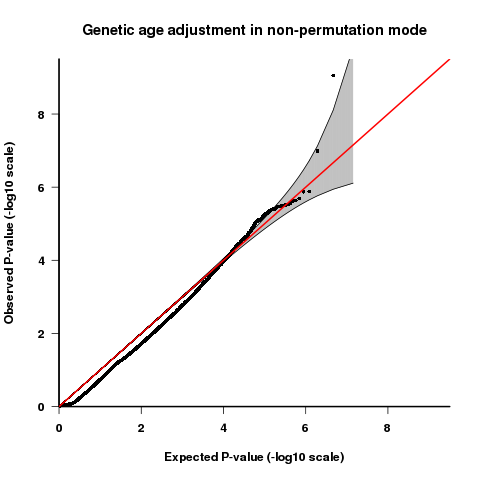 Genetic age adjustment in non-permutation mode
Observed P-value (-log10 scale)
8
6
4
2
0
0 2 4 6 8
Expected P-value (-log10 scale)